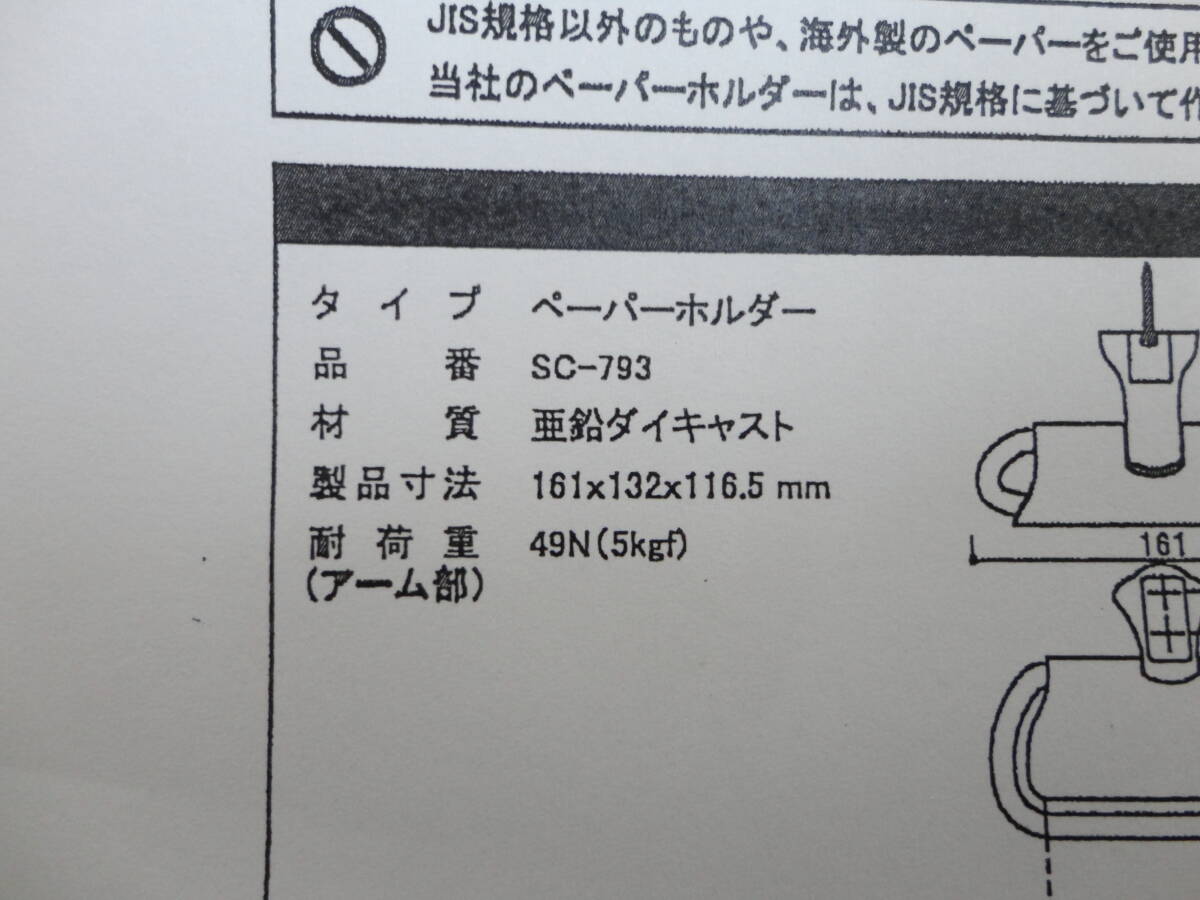 JIS規格以外のものや、海外製のペーパーをご使用
当社のペーパーホルダーは、JIS規格に基づいて作
タイプ ペーパーホルダー
品番 SC-793
材質 亜鉛ダイキャスト
製品寸法 161x132x116.5 mm
耐荷重 49N(5kgf)
(アーム部)
161